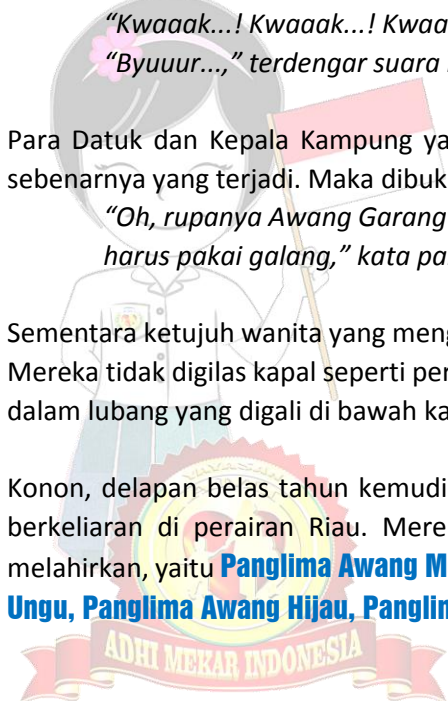 “Kwaaak...! Kwaaak...! Kwaa
“Byuuur...,” terdengar suara
Para Datuk dan Kepala Kampung ya
sebenarnya yang terjadi. Maka dibuk
“Oh, rupanya Awang Garang
harus pakai galang,” kata pa
Sementara ketujuh wanita yang meng
Mereka tidak digilas kapal seperti per
dalam lubang yang digali di bawah ka
Konon, delapan belas tahun kemudi
berkeliaran di perairan Riau. Mere
melahirkan, yaitu Panglima Awang M
Ungu, Panglima Awang Hijau, Panglin
YAYASAN
ADHI MEKAR INDONESIA